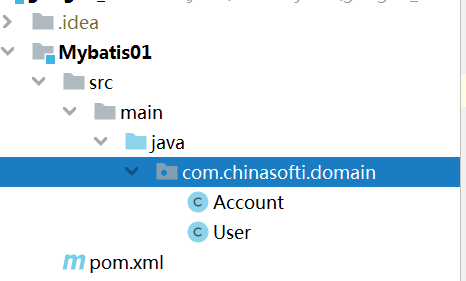 .idea
Mybatis01
src
main
java
com.chinasofti.domain
Account
User
pom.xml